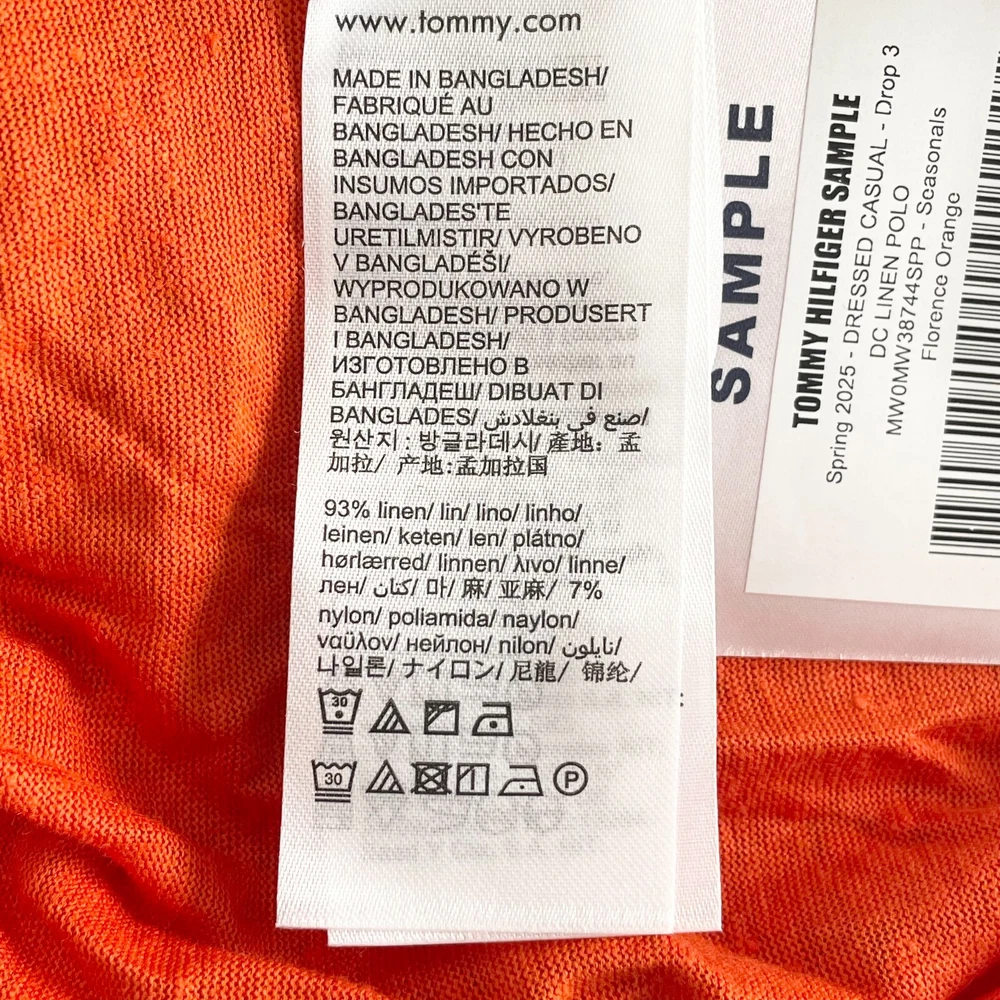 www.tommy.com
MADE IN BANGLADESH/
FABRIQUÉ AU
BANGLADESH/ HECHO EN
BANGLADESH CON
INSUMOS IMPORTADOS/
BANGLADES'TE
URETILMISTIR/ VYROBENO
V BANGLADÉŠI/
WYPRODUKOWANO W
BANGLADESH/ PRODUSERT
I BANGLADESH/
ИЗГОТОВЛЕНО В
БАНГЛАДЕШ/ DIBUAT DI
BANGLADES/ صنع في بنغلادش/
원산지 : 방글라데시/ 產地: 孟
加拉/ 产地:孟加拉国
93% linen/ lin/ lino/ linho/
leinen/ keten/ len/ plátno/
hørlærred/ linnen/ λινο/ linne/
лен/ كتان/ 마/ 麻/ 亚麻/ 7%
nylon/ poliamida/ naylon/
ναϋλον/ нейлон/ nilon/ نايلون/
나일론/ ナイロン/ 尼龍/ 锦纶/
30
30 P
SAMPLE
TOMMY HILFIGER SAMPLE
Spring 2025 - DRESSED CASUAL - Drop 3
DC LINEN POLO
MW0MW38744SPP - Seasonals
Florence Orange